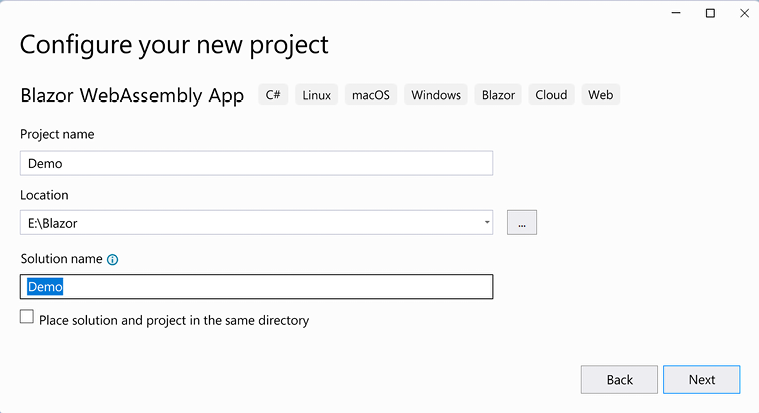 Configure your new project
Blazor WebAssembly App C# Linux macOS Windows Blazor Cloud Web
Project name
Demo
Location
E:\Blazor
...
Solution name
Demo
Place solution and project in the same directory
Back Next